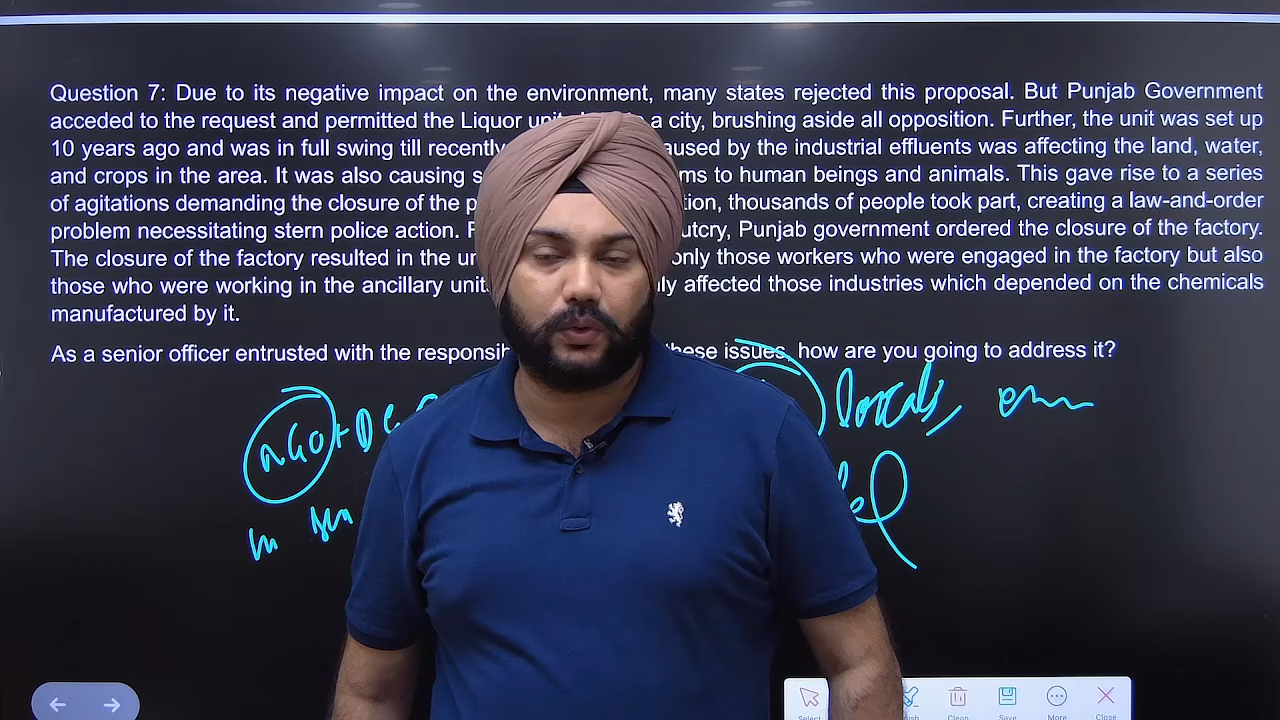 Question 7: Due to its negative impact on the environment, many states rejected this proposal. But Punjab Government
acceded to the request and permitted the Liquor unit a city, brushing aside all opposition. Further, the unit was set up
10 years ago and was in full swing till recently by the industrial effluents was affecting the land, water,
and crops in the area. It was also causing to human beings and animals. This gave rise to a series
of agitations demanding the closure of the thousands of people took part, creating a law-and-order
problem necessitating stern police action. Punjab government ordered the closure of the factory.
The closure of the factory resulted in the only those workers who were engaged in the factory but also
those who were working in the ancillary affected those industries which depended on the chemicals
manufactured by it.
As a senior officer entrusted with the these issues, how are you going to address it?
locals,
Select
Clean
Save
More
Close